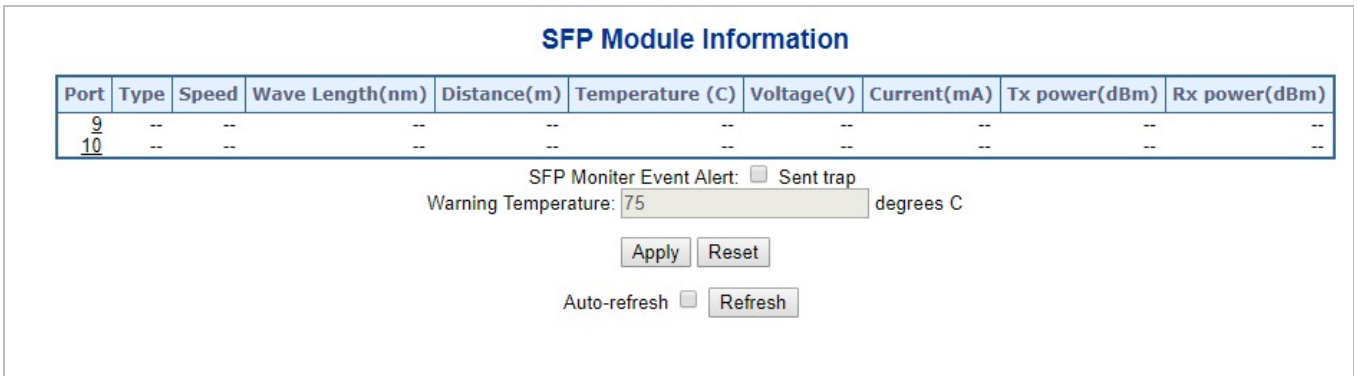 SFP Module Information
Port Type Speed Wave Length(nm) Distance(m) Temperature (C) Voltage(V) Current(mA) Tx power(dBm) Rx power(dBm)
9 -- -- -- -- -- -- -- -- --
10 -- -- -- -- -- -- -- -- --
SFP Moniter Event Alert: Sent trap
Warning Temperature: 75 degrees C
Apply Reset
Auto-refresh Refresh